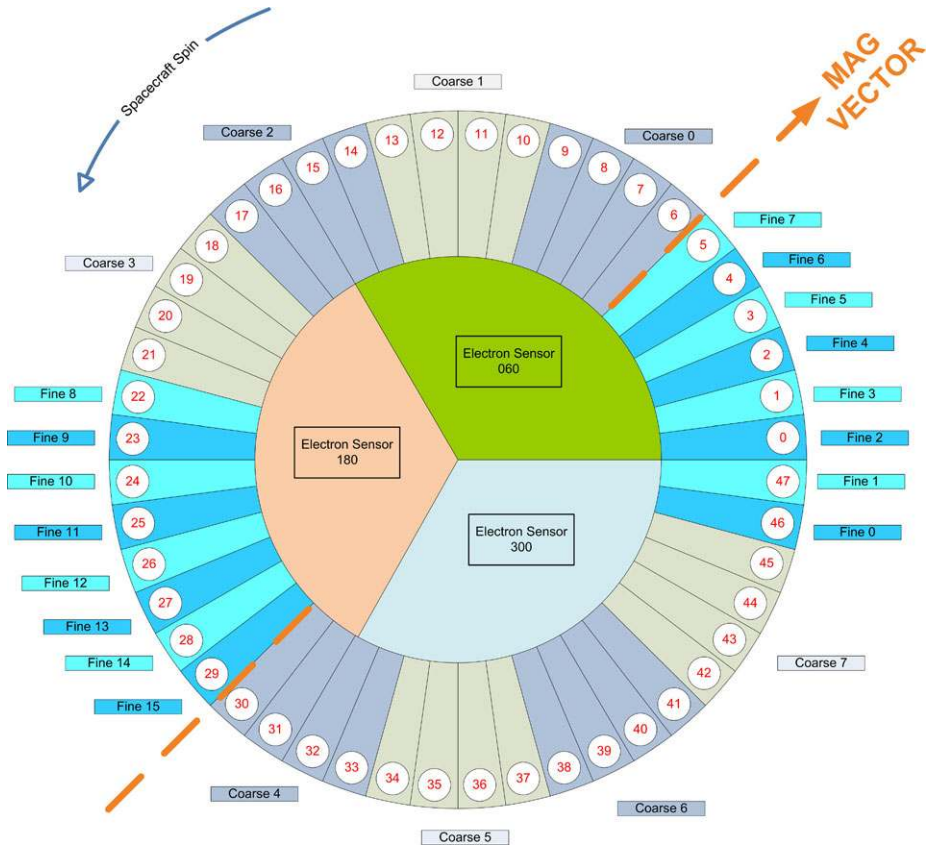 Spacecraft Spin
MAG
VECTOR
Coarse 1
Coarse 2
Coarse 0
13
12
11
10
14
9
15
8
16
7
17
6
Fine 7
18
5
Fine 6
Coarse 3
19
4
Fine 5
20
3
Fine 4
21
2
Electron Sensor
060
Fine 8
22
1
Fine 3
Fine 9
23
Electron Sensor
180
0
Fine 2
Fine 10
24
47
Fine 1
Fine 11
25
Electron Sensor
300
46
Fine 0
26
45
Fine 12
27
44
Fine 13
28
43
Fine 14
29
42
Coarse 7
Fine 15
30
41
31
40
32
39
33
38
34
35
36
37
Coarse 4
Coarse 6
Coarse 5